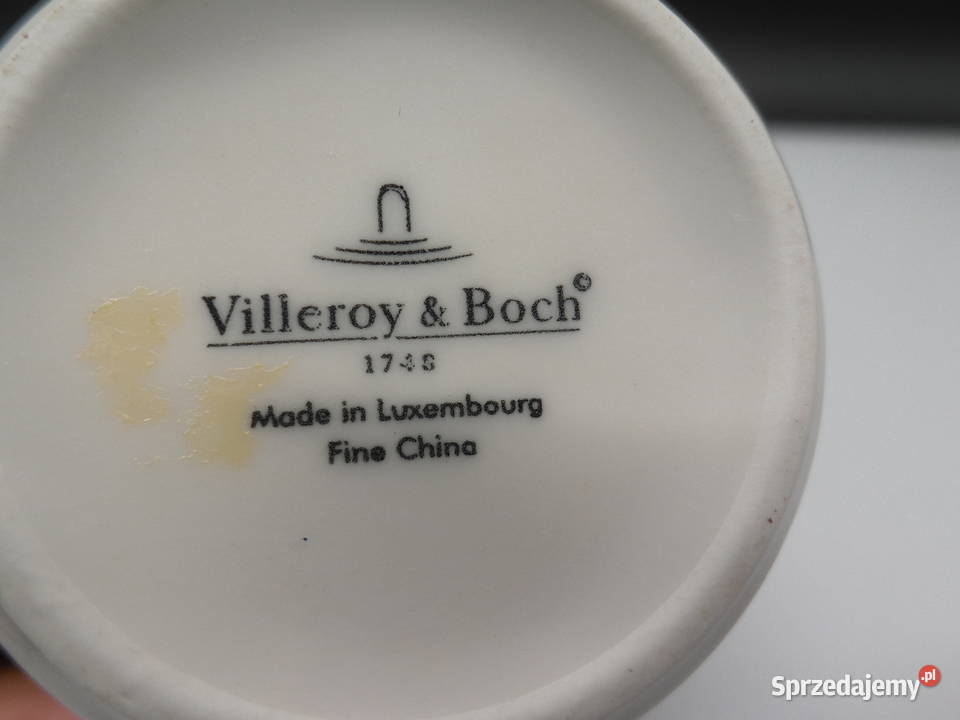 Villeroy & Boch©
1748
Made in Luxembourg
Fine China
Sprzedajemy.pl